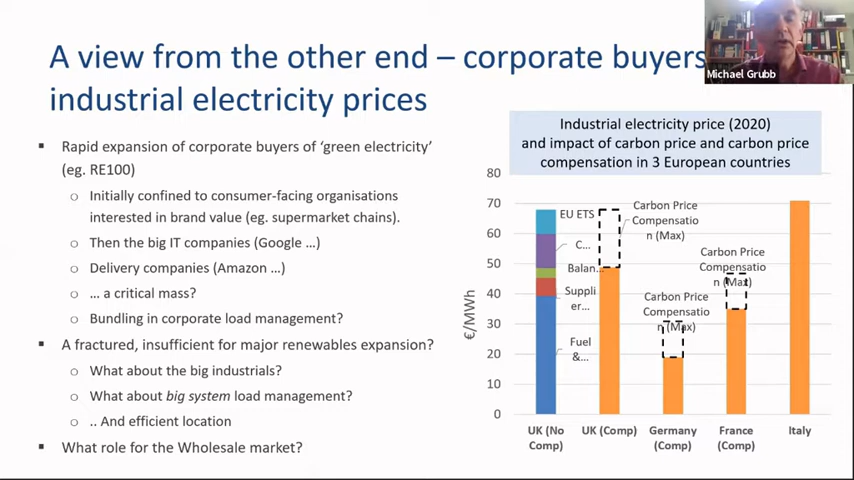 A view from the other end – corporate buyers
industrial electricity prices
Michael Grubb
▪ Rapid expansion of corporate buyers of ‘green electricity’
(eg. RE100)
o Initially confined to consumer-facing organisations
interested in brand value (eg. supermarket chains).
o Then the big IT companies (Google …)
o Delivery companies (Amazon …)
o … a critical mass?
o Bundling in corporate load management?
▪ A fractured, insufficient for major renewables expansion?
o What about the big industrials?
o What about big system load management?
o .. And efficient location
▪ What role for the Wholesale market?
Industrial electricity price (2020)
and impact of carbon price and carbon price
compensation in 3 European countries
€/MWh
80
70
60
50
40
30
20
10
0
EU ETS
C...
Balan...
Suppli
er...
Fuel
&...
Carbon Price
Compensatio
n (Max)
Carbon Price
Compensatio
n (Max)
Carbon Price
Compensatio
n (Max)
UK (No
Comp)
UK (Comp)
Germany
(Comp)
France
(Comp)
Italy